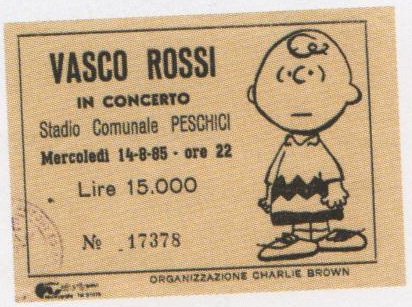 VASCO ROSSI
IN CONCERTO
Stadio Comunale PESCHICI
Mercoledì 14-8-85 - ore 22
Lire 15.000
№ 17378
ORGANIZZAZIONE CHARLIE BROWN